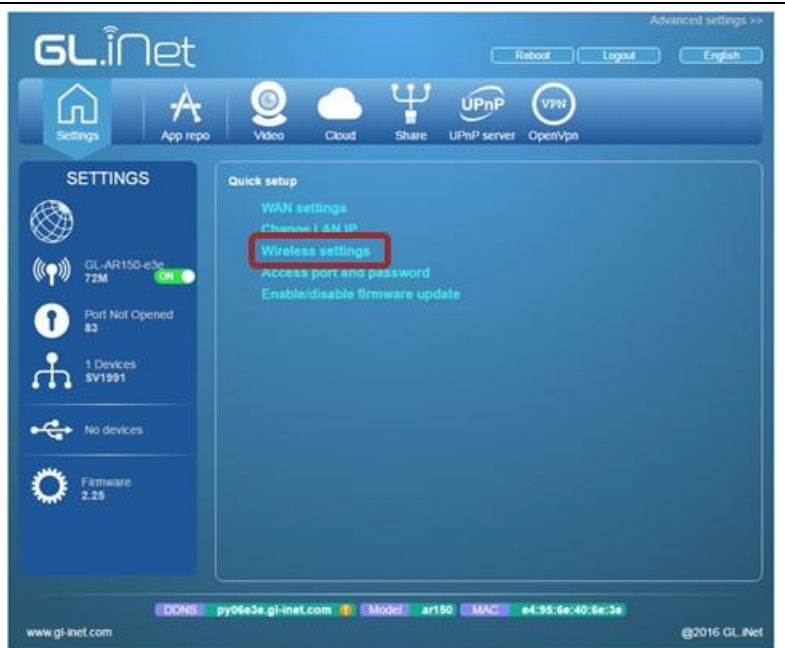 Advanced settings >>
GL.iNet
Reboot Logout English
Settings App repo Video Cloud Share UPnP server OpenVpn
UPnP
VPN
SETTINGS
GL-AR150-e3e
72M ON
Port Not Opened
83
1 Devices
SV1991
No devices
Firmware
2.25
Quick setup
WAN settings
Change LAN IP
Wireless settings
Access port and password
Enable/disable firmware update
DDNS py06e3e.gl-inet.com Model ar150 MAC e4:95:6e:40:6e:3e
www.gl-inet.com @2016 GL.iNet